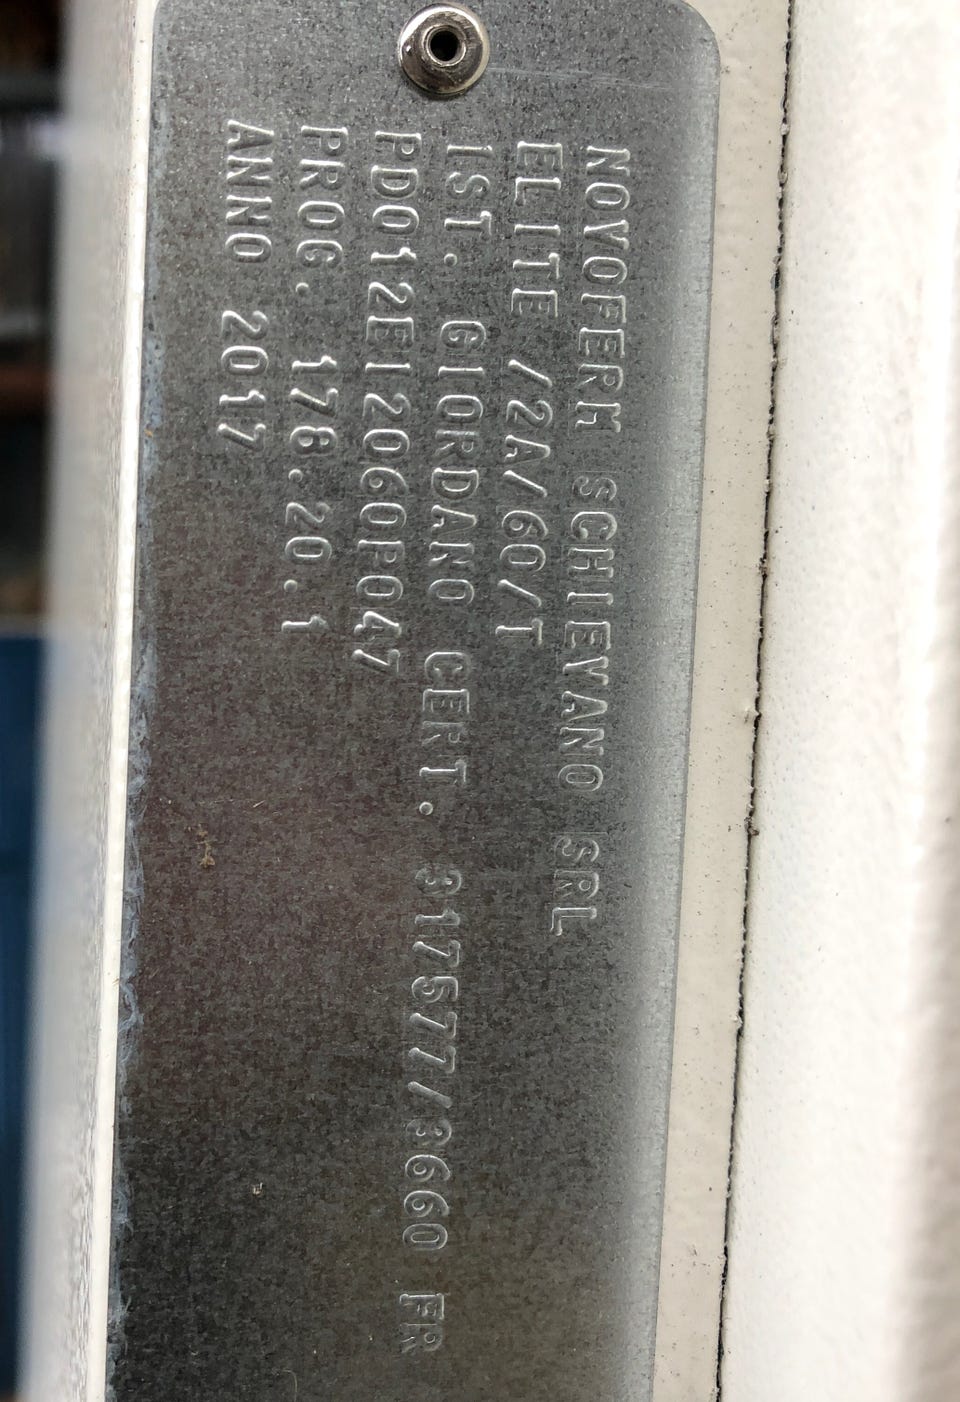 NOVOFERM SCHIEVANO SRL
ELITE /2A/60/T
IST. GIORDANO CERT. 317577/3660 FR
PD012EI2060P047
PROG. 178.20.1
ANNO 2017